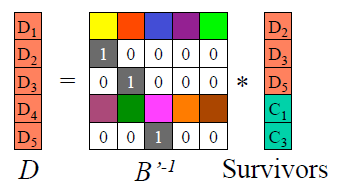 D₁ D₂
D₂ 1 0 0 0 0 D₃
D₃ = 0 1 0 0 0 * D₅
D₄ C₁
D₅ 0 0 1 0 0 C₃
D B’⁻¹ Survivors